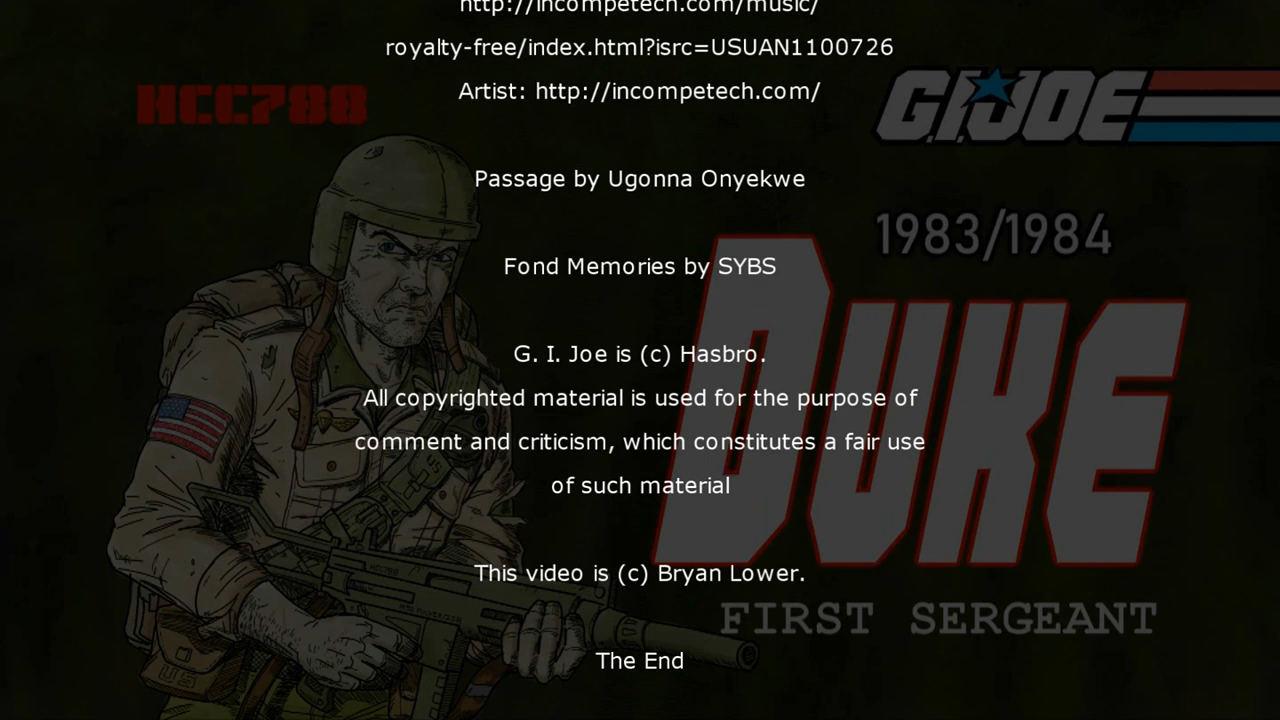 http://incompetech.com/music/
royalty-free/index.html?isrc=USUAN1100726
Artist: http://incompetech.com/
HCC788
G.I.JOE
Passage by Ugonna Onyekwe
1983/1984
Fond Memories by SYBS
DUKE
G. I. Joe is (c) Hasbro.
All copyrighted material is used for the purpose of
comment and criticism, which constitutes a fair use
of such material
US
This video is (c) Bryan Lower.
FIRST SERGEANT
The End
US